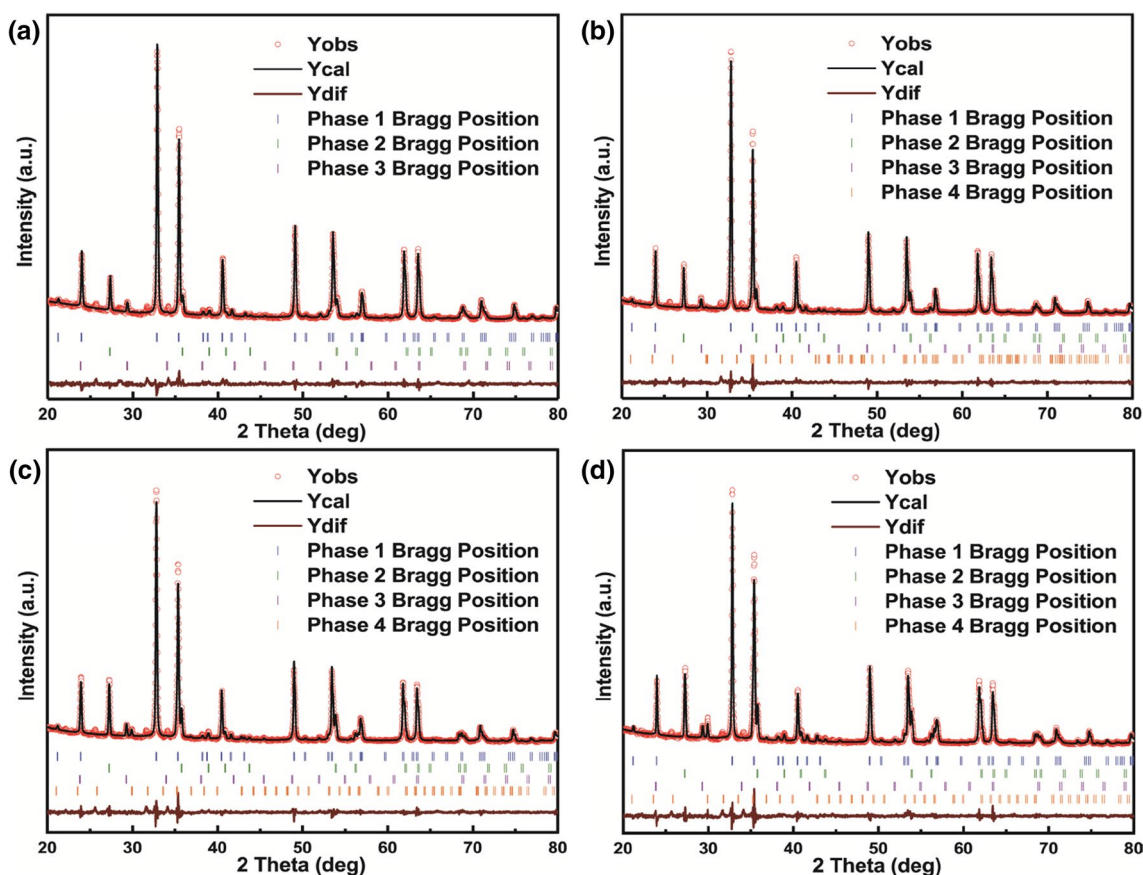 (a)
Yobs
Ycal
Ydif
Phase 1 Bragg Position
Phase 2 Bragg Position
Phase 3 Bragg Position
Intensity (a.u.)
20 30 40 50 60 70 80
2 Theta (deg)
(b)
Yobs
Ycal
Ydif
Phase 1 Bragg Position
Phase 2 Bragg Position
Phase 3 Bragg Position
Phase 4 Bragg Position
Intensity (a.u.)
20 30 40 50 60 70 80
2 Theta (deg)
(c)
Yobs
Ycal
Ydif
Phase 1 Bragg Position
Phase 2 Bragg Position
Phase 3 Bragg Position
Phase 4 Bragg Position
Intensity (a.u.)
20 30 40 50 60 70 80
2 Theta (deg)
(d)
Yobs
Ycal
Ydif
Phase 1 Bragg Position
Phase 2 Bragg Position
Phase 3 Bragg Position
Phase 4 Bragg Position
Intensity (a.u.)
20 30 40 50 60 70 80
2 Theta (deg)